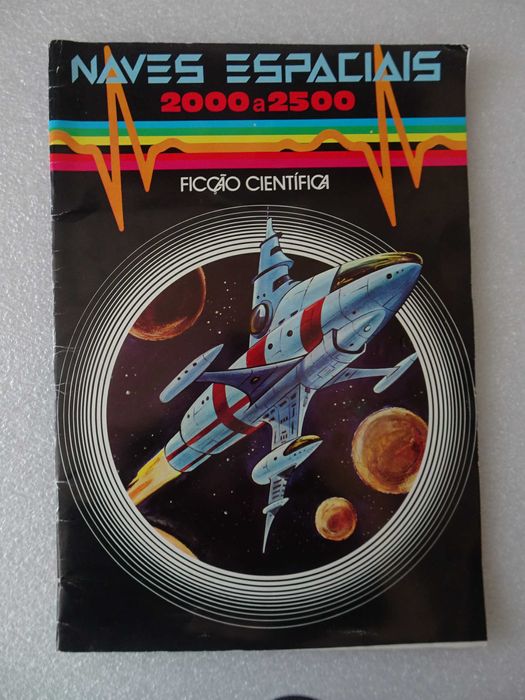 NAVES ESPACIAIS
2000 a 2500
FICÇÃO CIENTÍFICA